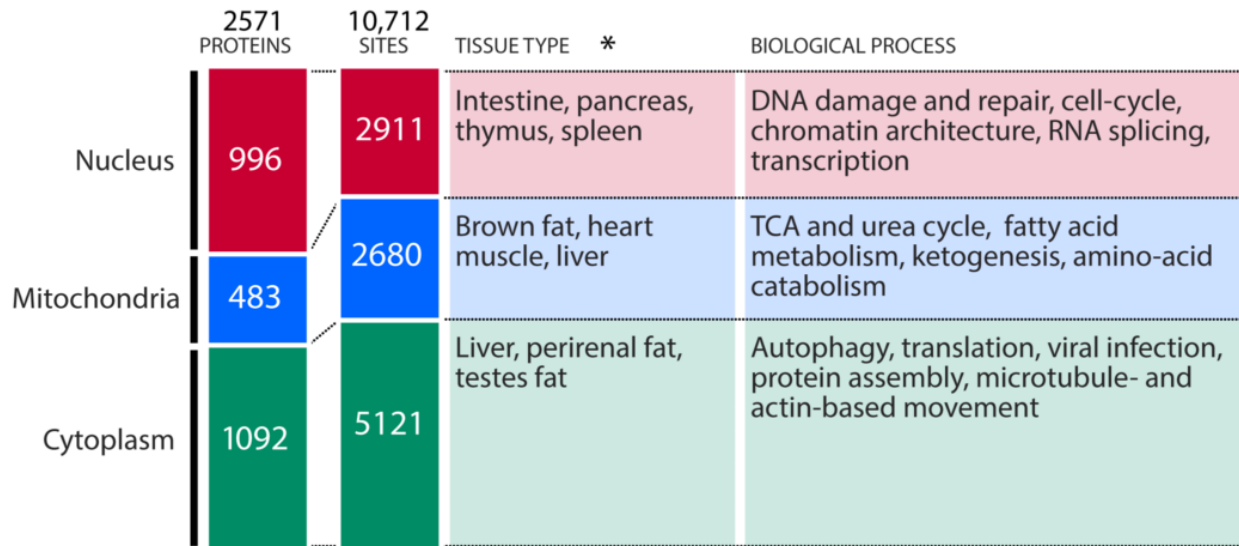 2571
PROTEINS
10,712
SITES
TISSUE TYPE *
BIOLOGICAL PROCESS
Nucleus
996
2911
Intestine, pancreas,
thymus, spleen
DNA damage and repair, cell-cycle,
chromatin architecture, RNA splicing,
transcription
Mitochondria
483
2680
Brown fat, heart
muscle, liver
TCA and urea cycle, fatty acid
metabolism, ketogenesis, amino-acid
catabolism
Cytoplasm
1092
5121
Liver, perirenal fat,
testes fat
Autophagy, translation, viral infection,
protein assembly, microtubule- and
actin-based movement